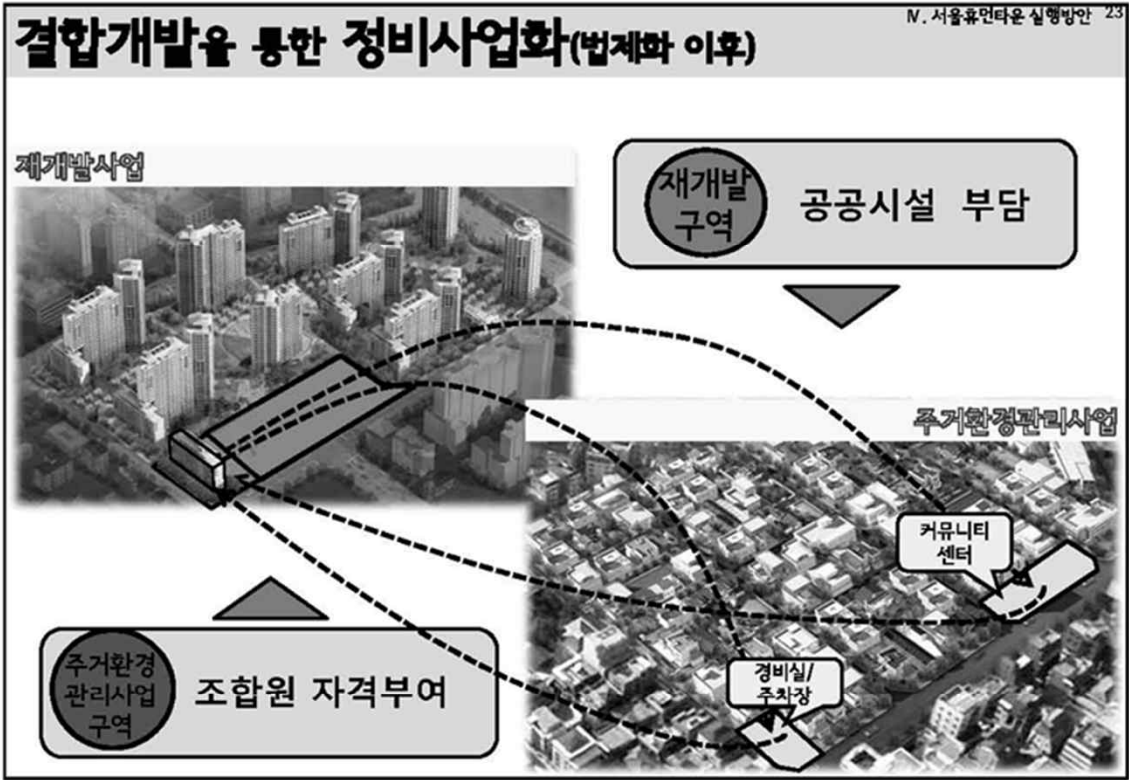 Ⅳ. 서울휴먼타운 실행방안 23
결합개발을 통한 정비사업화(법제화 이후)
재개발사업
재개발
구역
공공시설 부담
주거환경관리사업
커뮤니티
센터
경비실/
주차장
주거환경
관리사업
구역
조합원 자격부여